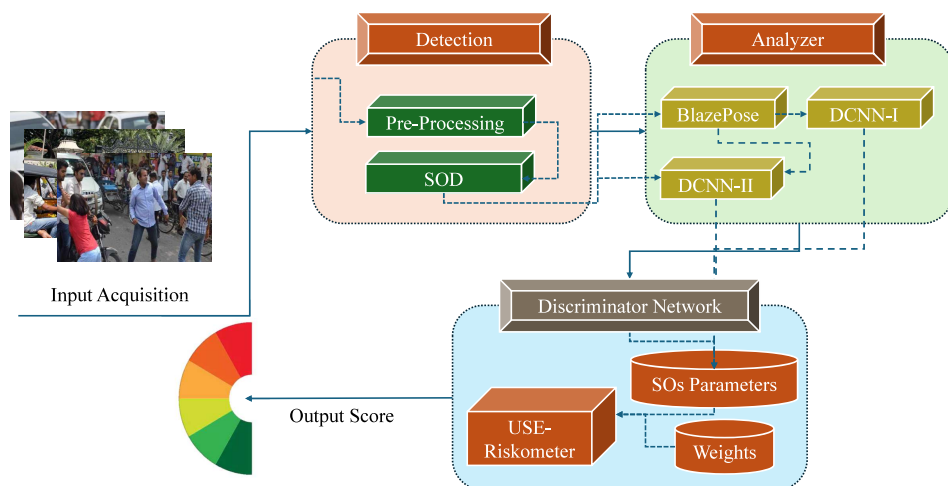 Detection
Analyzer
Pre-Processing
SOD
BlazePose
DCNN-I
DCNN-II
Input Acquisition
Discriminator Network
SOs Parameters
USE-
Riskometer
Weights
Output Score